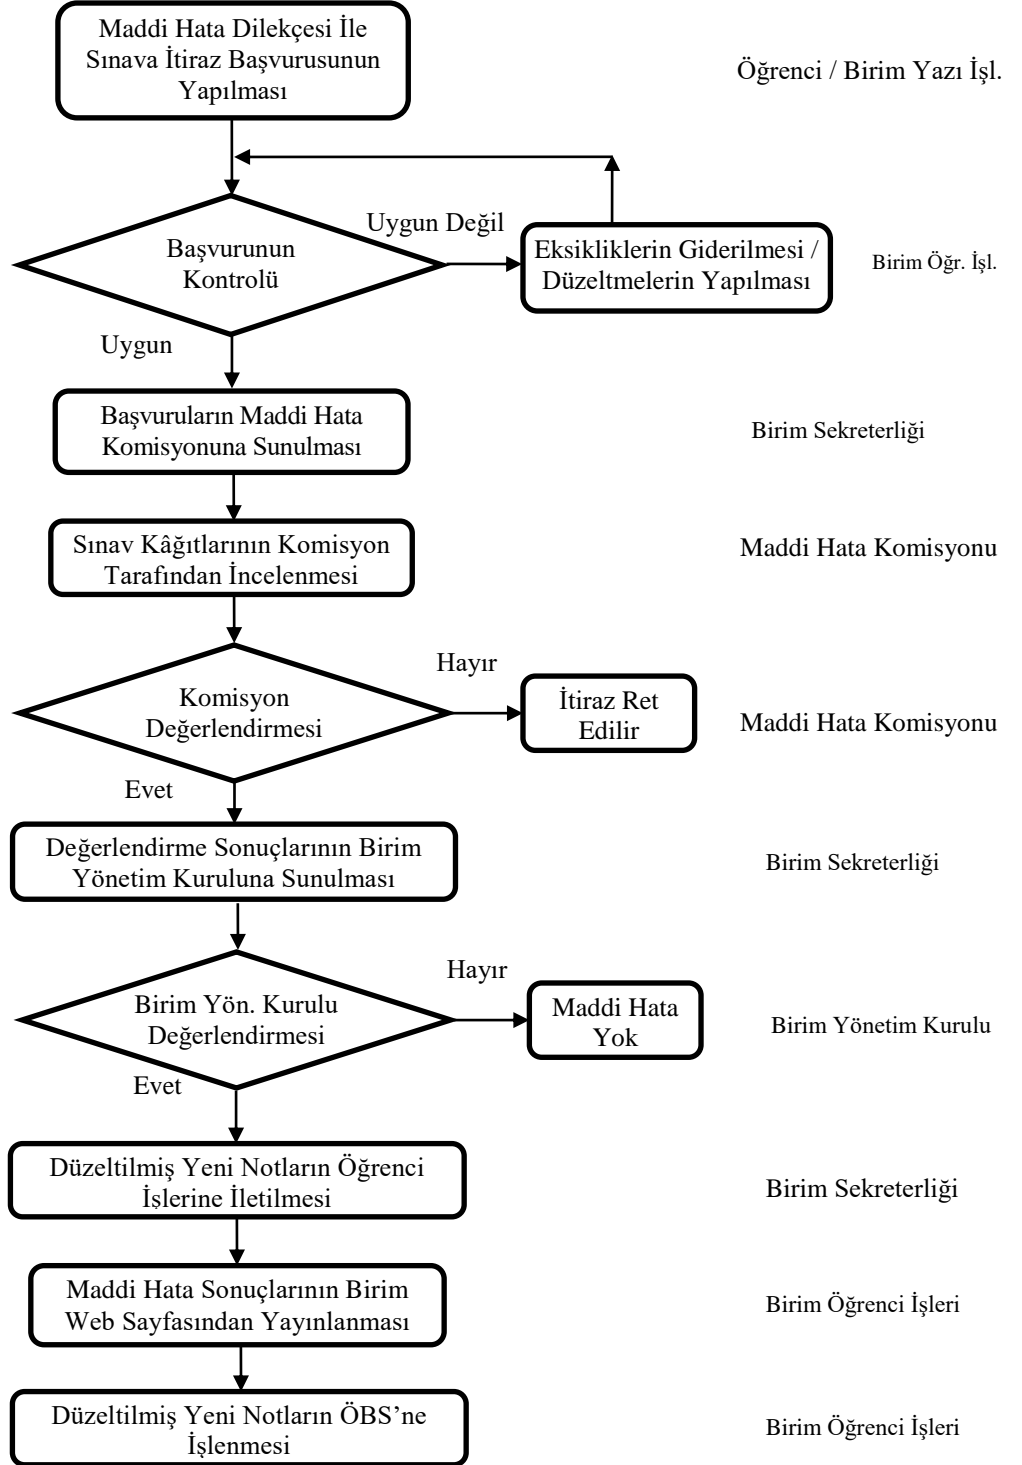 Maddi Hata Dilekçesi İle
Sınava İtiraz Başvurusunun
Yapılması
Öğrenci / Birim Yazı İşl.
Uygun Değil
Başvurunun
Kontrolü
Eksikliklerin Giderilmesi /
Düzeltmelerin Yapılması
Birim Öğr. İşl.
Uygun
Başvuruların Maddi Hata
Komisyonuna Sunulması
Birim Sekreterliği
Sınav Kâğıtlarının Komisyon
Tarafından İncelenmesi
Maddi Hata Komisyonu
Hayır
Komisyon
Değerlendirmesi
İtiraz Ret
Edilir
Maddi Hata Komisyonu
Evet
Değerlendirme Sonuçlarının Birim
Yönetim Kuruluna Sunulması
Birim Sekreterliği
Hayır
Birim Yön. Kurulu
Değerlendirmesi
Maddi Hata
Yok
Birim Yönetim Kurulu
Evet
Düzeltilmiş Yeni Notların Öğrenci
İşlerine İletilmesi
Birim Sekreterliği
Maddi Hata Sonuçlarının Birim
Web Sayfasından Yayınlanması
Birim Öğrenci İşleri
Düzeltilmiş Yeni Notların ÖBS’ne
İşlenmesi
Birim Öğrenci İşleri